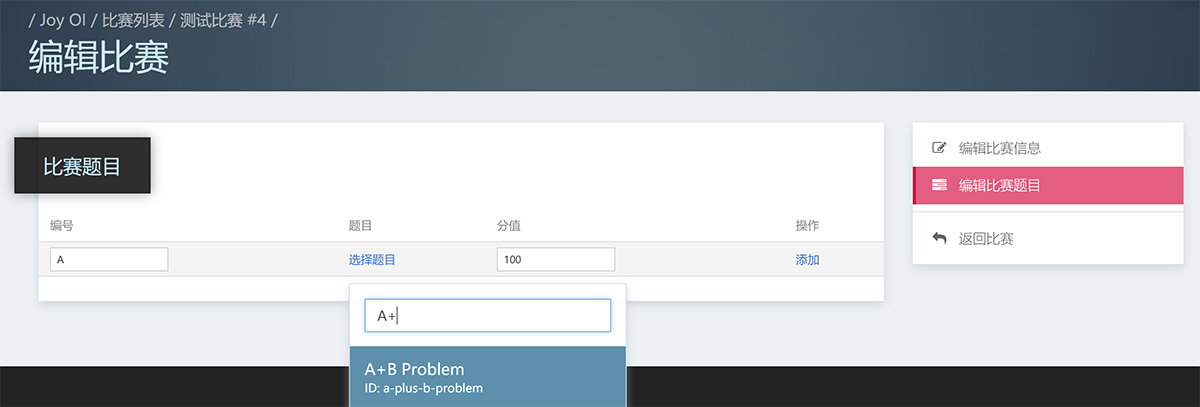 / Joy OI / 比赛列表 / 测试比赛 #4 /
编辑比赛
比赛题目
编号 题目 分值 操作
A 选择题目 100 添加
A+
A+B Problem
ID: a-plus-b-problem
编辑比赛信息
编辑比赛题目
返回比赛